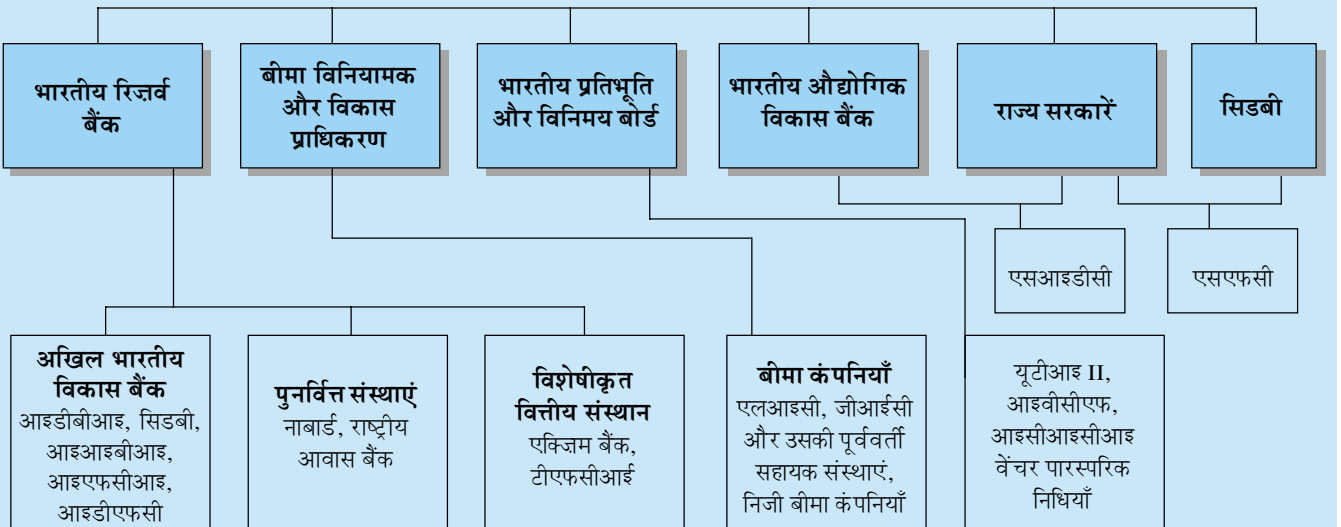 भारतीय रिज़र्व
बैंक
बीमा विनियामक
और विकास
प्राधिकरण
भारतीय प्रतिभूति
और विनिमय बोर्ड
भारतीय औद्योगिक
विकास बैंक
राज्य सरकारें
सिडबी
एसआइडीसी
एसएफसी
अखिल भारतीय
विकास बैंक
आइडीबीआइ, सिडबी,
आइआइबीआइ,
आइएफसीआइ,
आइडीएफसी
पुनर्वित्त संस्थाएं
नाबार्ड, राष्ट्रीय
आवास बैंक
विशेषीकृत
वित्तीय संस्थान
एक्जिम बैंक,
टीएफसीआई
बीमा कंपनियाँ
एलआइसी, जीआईसी
और उसकी पूर्ववर्ती
सहायक संस्थाएं,
निजी बीमा कंपनियाँ
यूटीआइ II,
आइवीसीएफ,
आइसीआइसीआइ
वेंचर पारस्परिक
निधियाँ